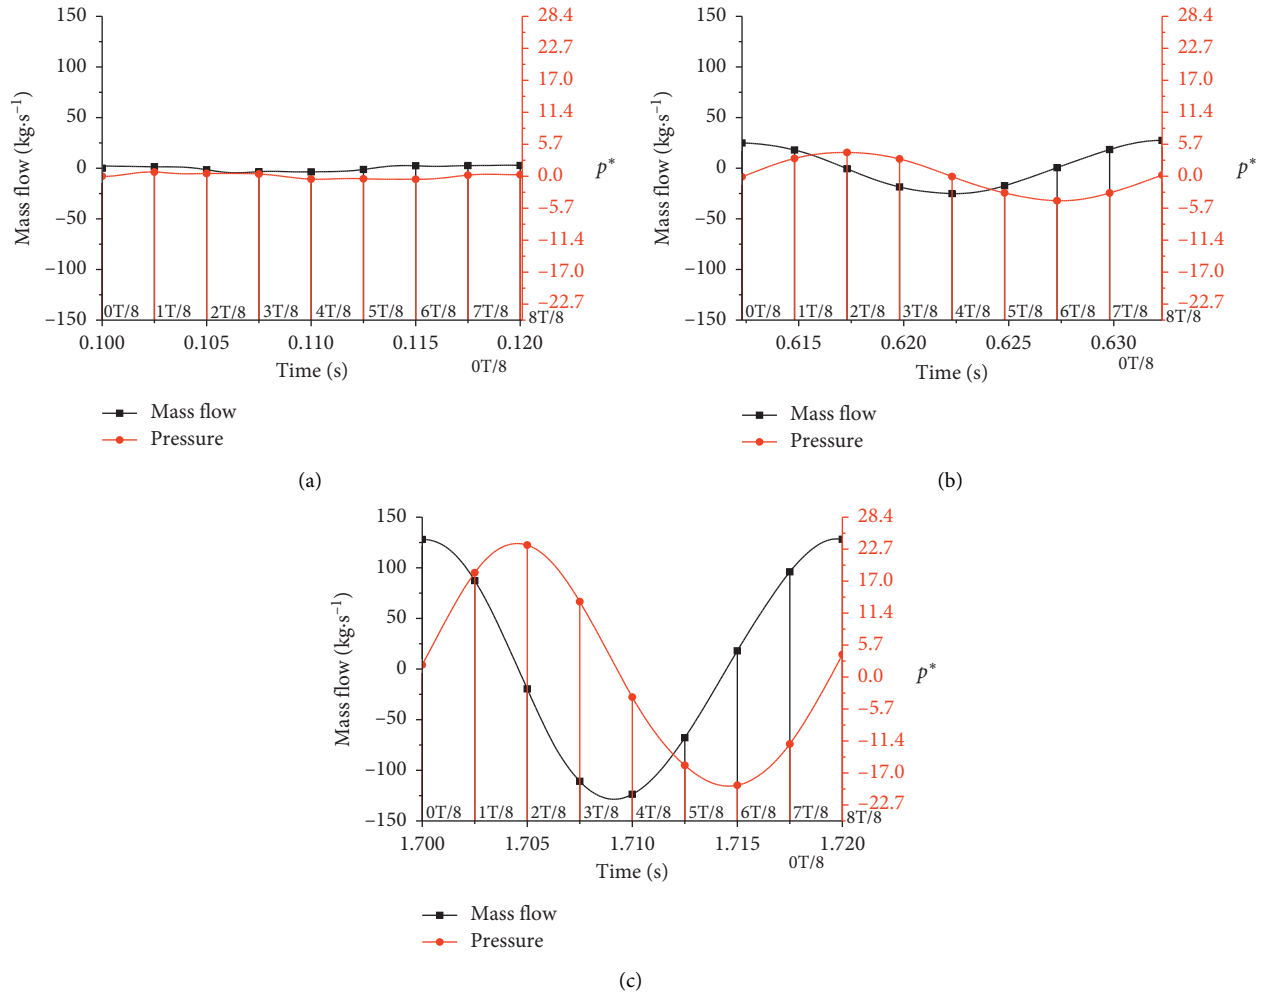 150
100
50
0
−50
−100
−150
Mass flow (kg·s⁻¹)
28.4
22.7
17.0
11.4
5.7
0.0
−5.7
−11.4
−17.0
−22.7
p*
0T/8 1T/8 2T/8 3T/8 4T/8 5T/8 6T/8 7T/8 8T/8
0.100 0.105 0.110 0.115 0.120
Time (s) 0T/8
Mass flow
Pressure
(a)
150
100
50
0
−50
−100
−150
Mass flow (kg·s⁻¹)
28.4
22.7
17.0
11.4
5.7
0.0
−5.7
−11.4
−17.0
−22.7
p*
0T/8 1T/8 2T/8 3T/8 4T/8 5T/8 6T/8 7T/8 8T/8
0.615 0.620 0.625 0.630
Time (s) 0T/8
Mass flow
Pressure
(b)
150
100
50
0
−50
−100
−150
Mass flow (kg·s⁻¹)
28.4
22.7
17.0
11.4
5.7
0.0
−5.7
−11.4
−17.0
−22.7
p*
0T/8 1T/8 2T/8 3T/8 4T/8 5T/8 6T/8 7T/8 8T/8
1.700 1.705 1.710 1.715 1.720
Time (s) 0T/8
Mass flow
Pressure
(c)